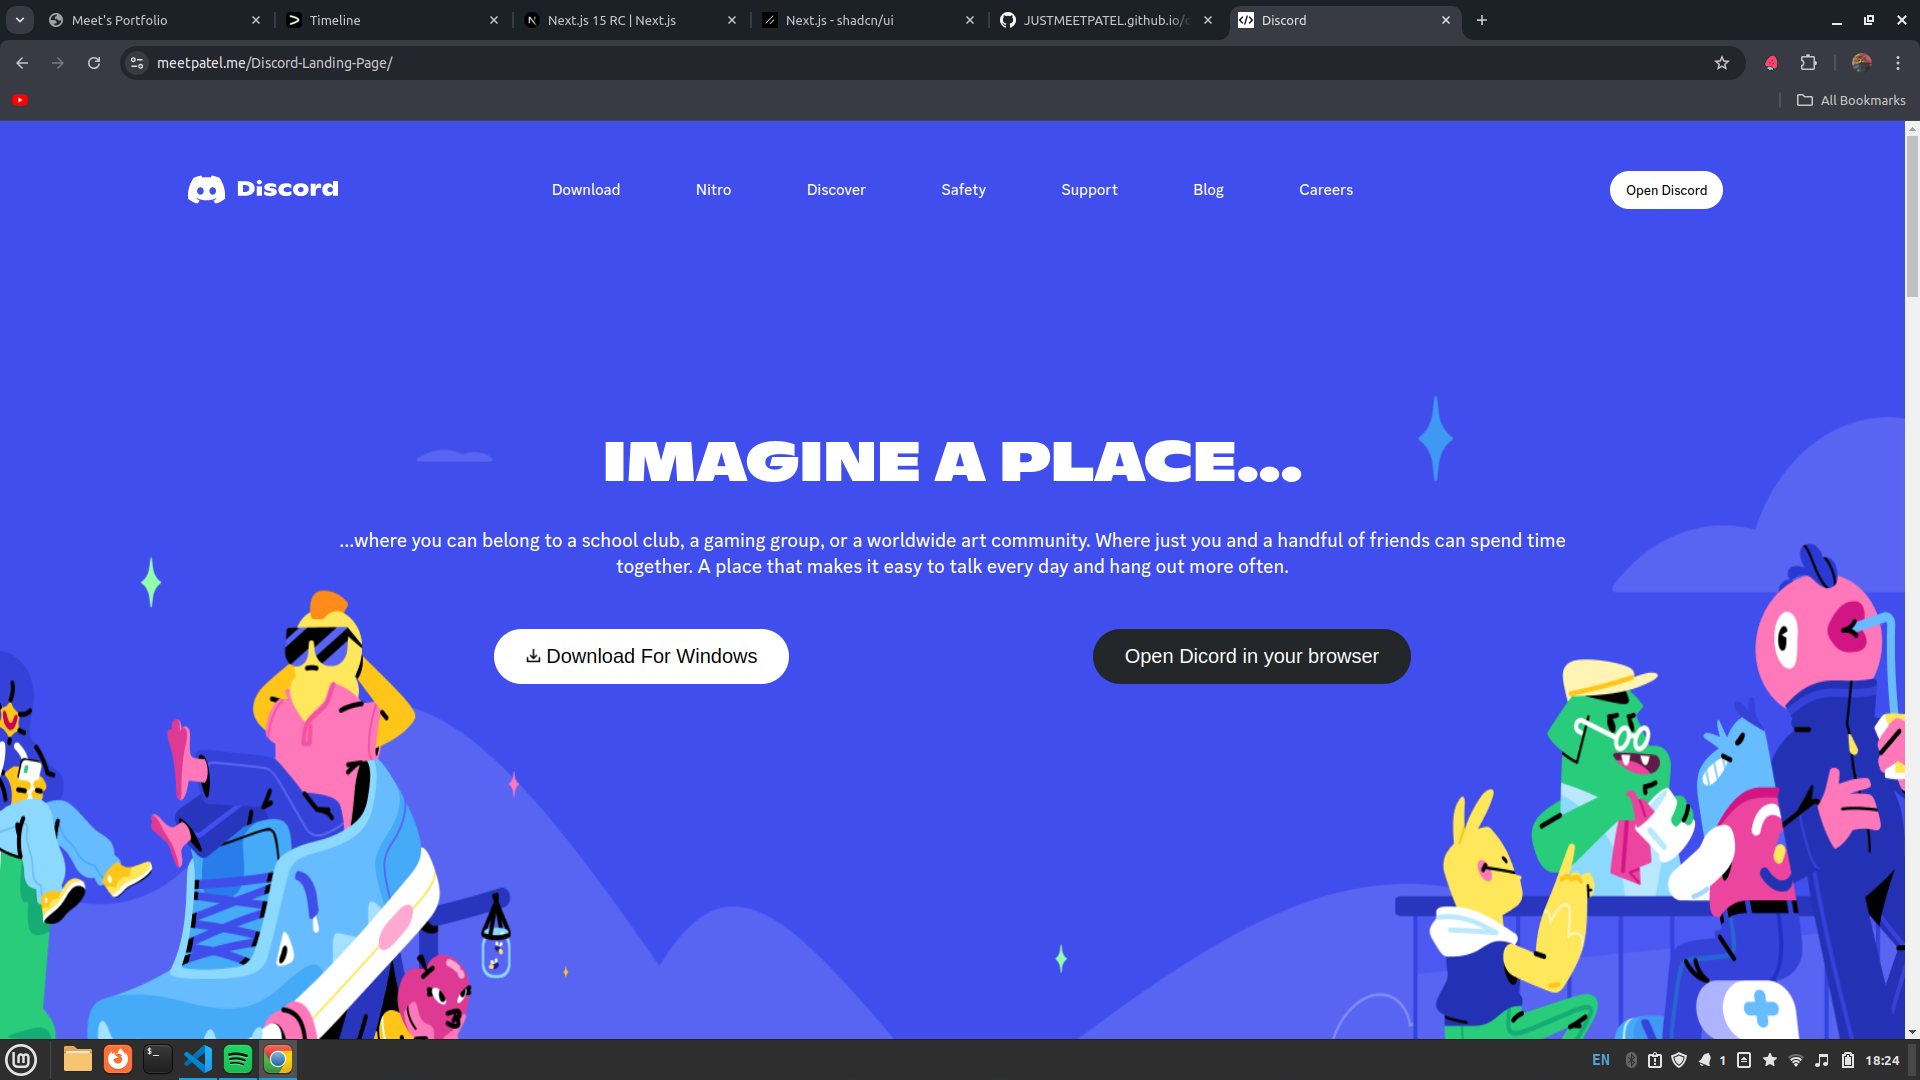 Meet's Portfolio
Timeline
Next.js 15 RC | Next.js
Next.js - shadcn/ui
JUSTMEETPATEL.github.io/
Discord
meetpatel.me/Discord-Landing-Page/
All Bookmarks
Discord
Download
Nitro
Discover
Safety
Support
Blog
Careers
Open Discord
IMAGINE A PLACE...
...where you can belong to a school club, a gaming group, or a worldwide art community. Where just you and a handful of friends can spend time
together. A place that makes it easy to talk every day and hang out more often.
Download For Windows
Open Dicord in your browser
EN
1
18:24